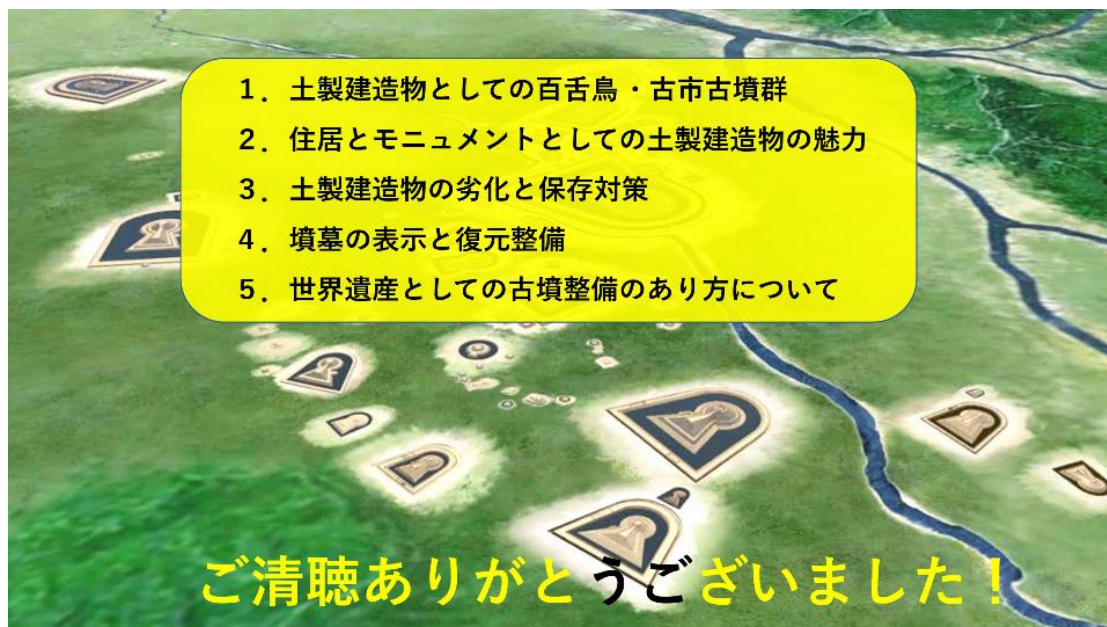 1．土製建造物としての百舌鳥・古市古墳群
2．住居とモニュメントとしての土製建造物の魅力
3．土製建造物の劣化と保存対策
4．墳墓の表示と復元整備
5．世界遺産としての古墳整備のあり方について
ご清聴ありがとうございました！